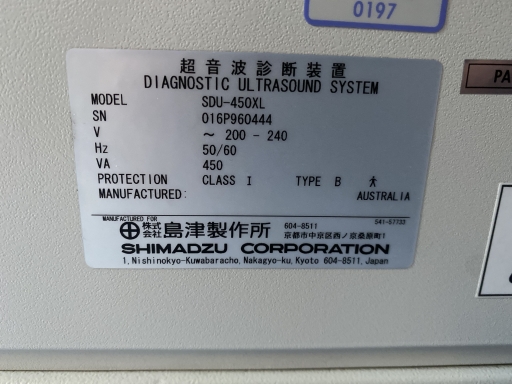 0197
PA
超音波診断装置
DIAGNOSTIC ULTRASOUND SYSTEM
MODEL SDU-450XL
SN 016P960444
V ~ 200 - 240
Hz 50/60
VA 450
PROTECTION CLASS I TYPE B
MANUFACTURED: AUSTRALIA
MANUFACTURED FOR 541-57733
株式会社 島津製作所 604-8511 京都市中京区西ノ京桑原町1
SHIMADZU CORPORATION
1, Nishinokyo-Kuwabaracho, Nakagyo-ku, Kyoto 604-8511, Japan